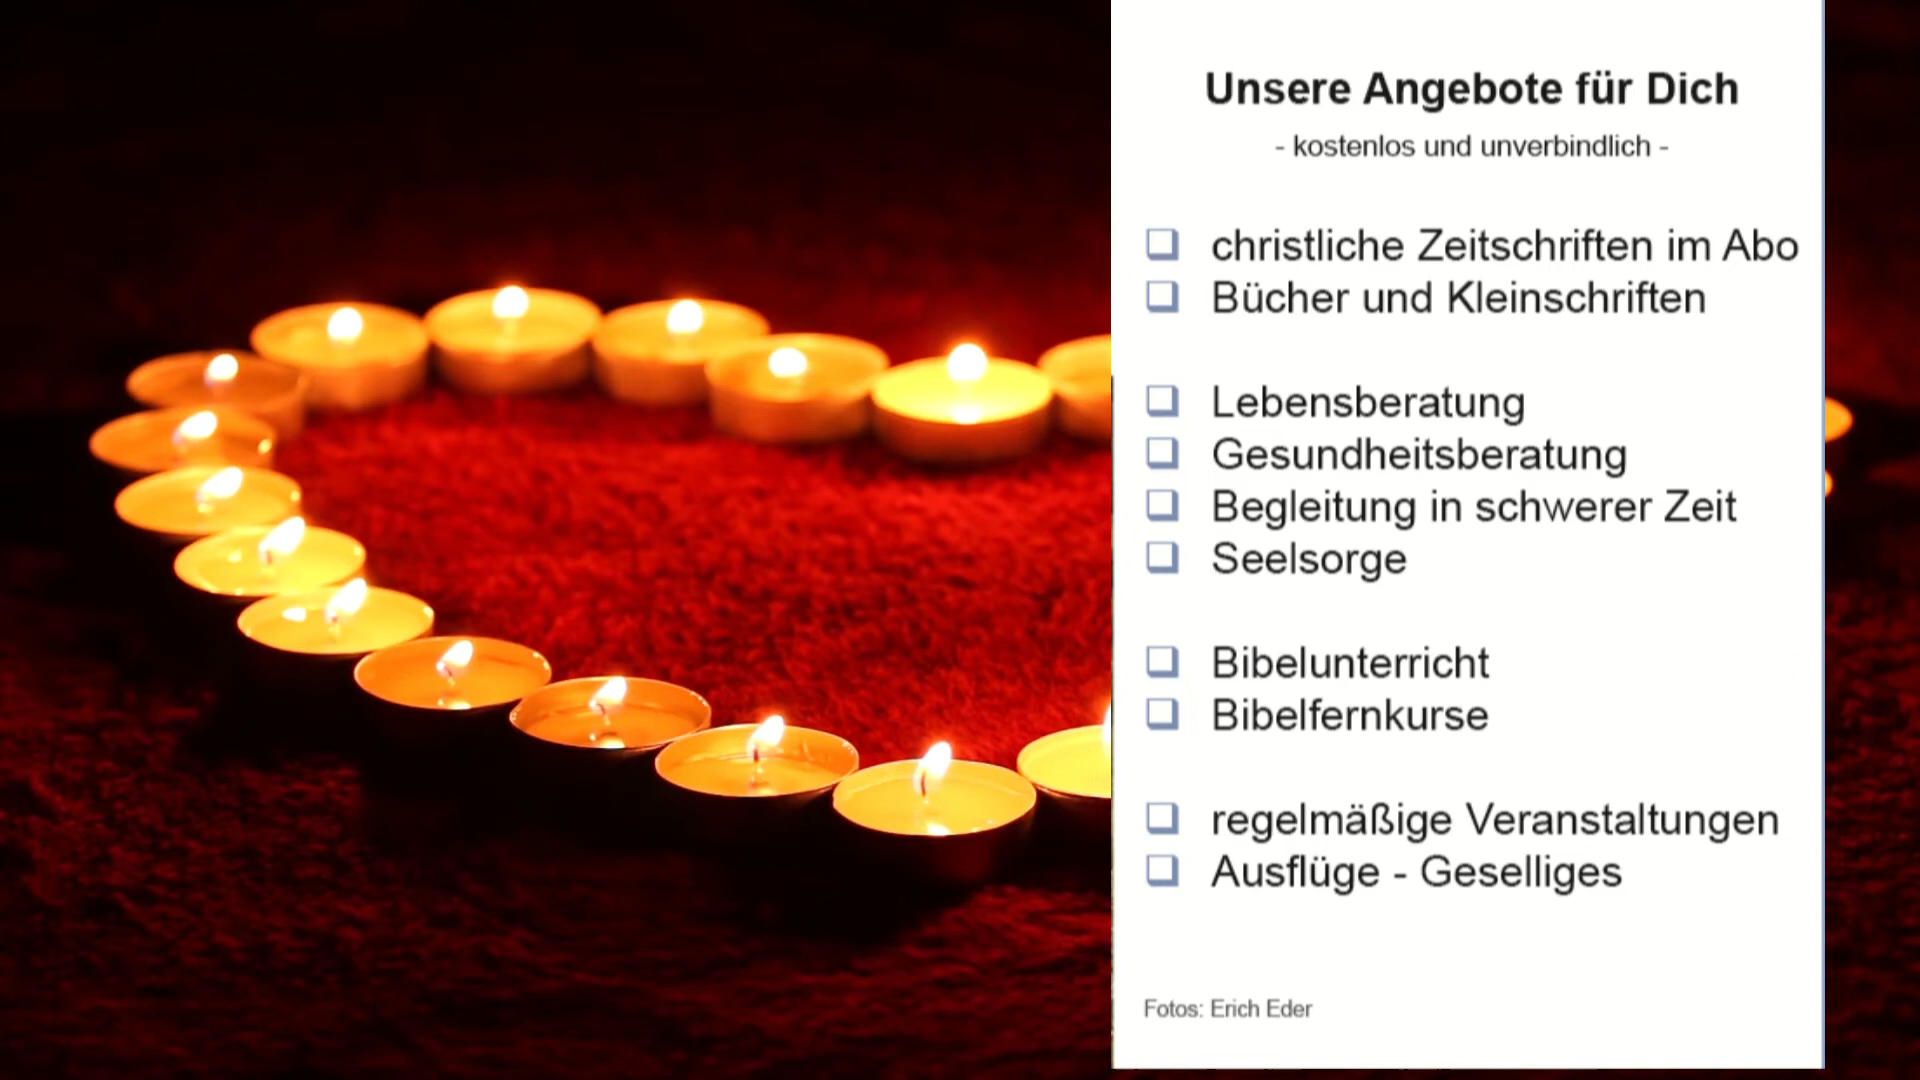 Unsere Angebote für Dich
- kostenlos und unverbindlich -
❑ christliche Zeitschriften im Abo
❑ Bücher und Kleinschriften
❑ Lebensberatung
❑ Gesundheitsberatung
❑ Begleitung in schwerer Zeit
❑ Seelsorge
❑ Bibelunterricht
❑ Bibelfernkurse
❑ regelmäßige Veranstaltungen
❑ Ausflüge - Geselliges
Fotos: Erich Eder